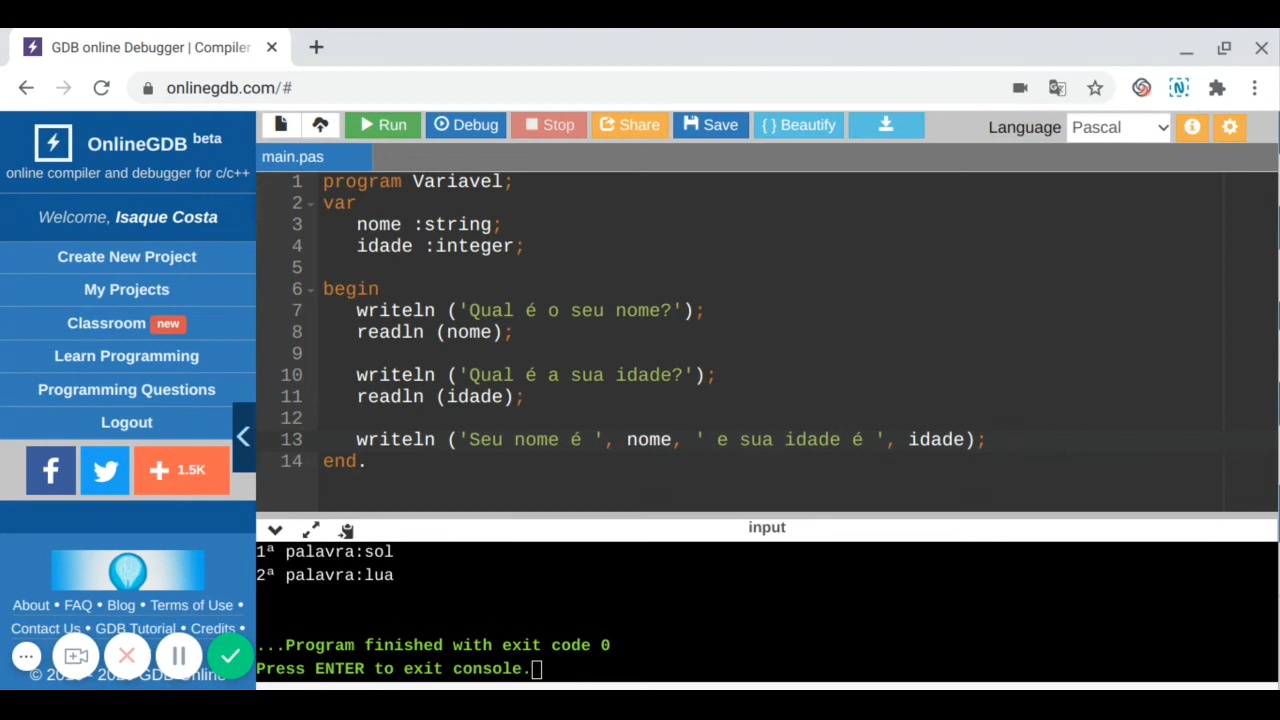 GDB online Debugger | Compiler
onlinegdb.com/#
OnlineGDB beta
online compiler and debugger for c/c++
Welcome, Isaque Costa
Create New Project
My Projects
Classroom new
Learn Programming
Programming Questions
Logout
1.5K
About • FAQ • Blog • Terms of Use •
Contact Us • GDB Tutorial • Credits •
GDB Online
Run Debug Stop Share Save { } Beautify Language Pascal
main.pas
1 program Variavel;
2 var
3 nome :string;
4 idade :integer;
5
6 begin
7 writeln ('Qual é o seu nome?');
8 readln (nome);
9
10 writeln ('Qual é a sua idade?');
11 readln (idade);
12
13 writeln ('Seu nome é ', nome, ' e sua idade é ', idade);
14 end.
input
1ª palavra:sol
2ª palavra:lua
...Program finished with exit code 0
Press ENTER to exit console.